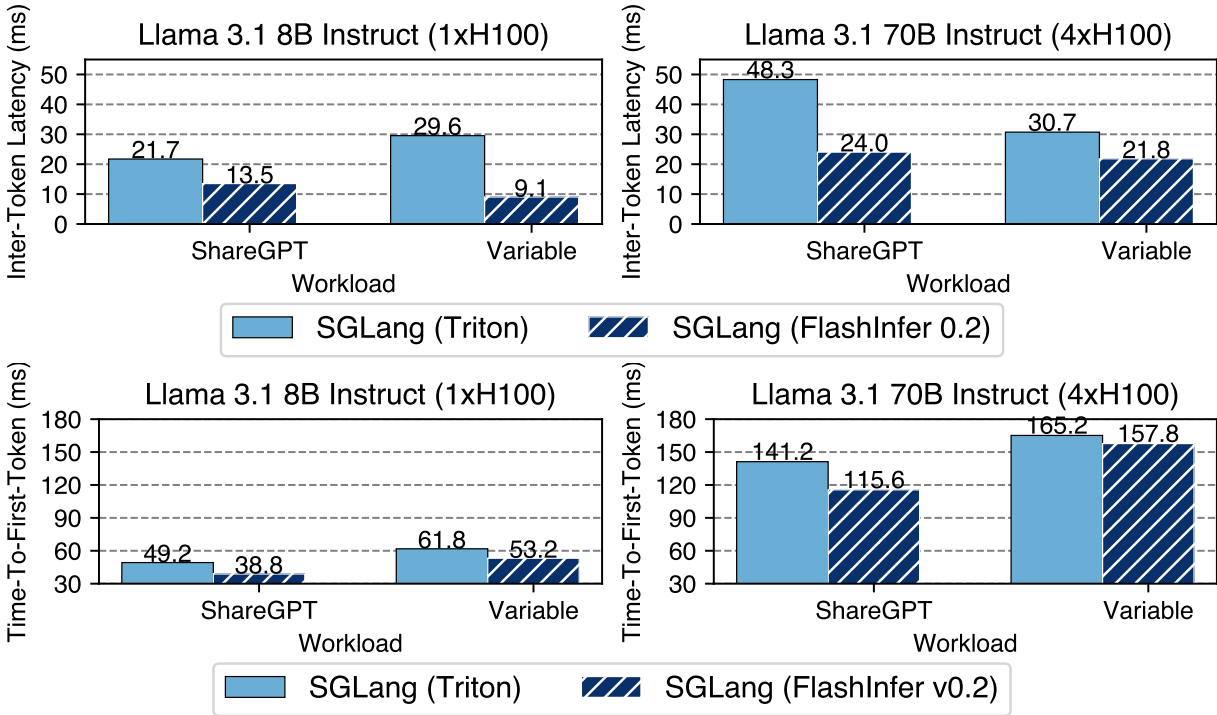 Llama 3.1 8B Instruct (1xH100)
Inter-Token Latency (ms)
50
40
30
20
10
0
21.7
13.5
29.6
9.1
ShareGPT
Variable
Workload
Llama 3.1 70B Instruct (4xH100)
Inter-Token Latency (ms)
50
40
30
20
10
0
48.3
24.0
30.7
21.8
ShareGPT
Variable
Workload
SGLang (Triton)
SGLang (FlashInfer 0.2)
Llama 3.1 8B Instruct (1xH100)
Time-To-First-Token (ms)
180
150
120
90
60
30
49.2
38.8
61.8
53.2
ShareGPT
Variable
Workload
Llama 3.1 70B Instruct (4xH100)
Time-To-First-Token (ms)
180
150
120
90
60
30
141.2
115.6
165.2
157.8
ShareGPT
Variable
Workload
SGLang (Triton)
SGLang (FlashInfer v0.2)